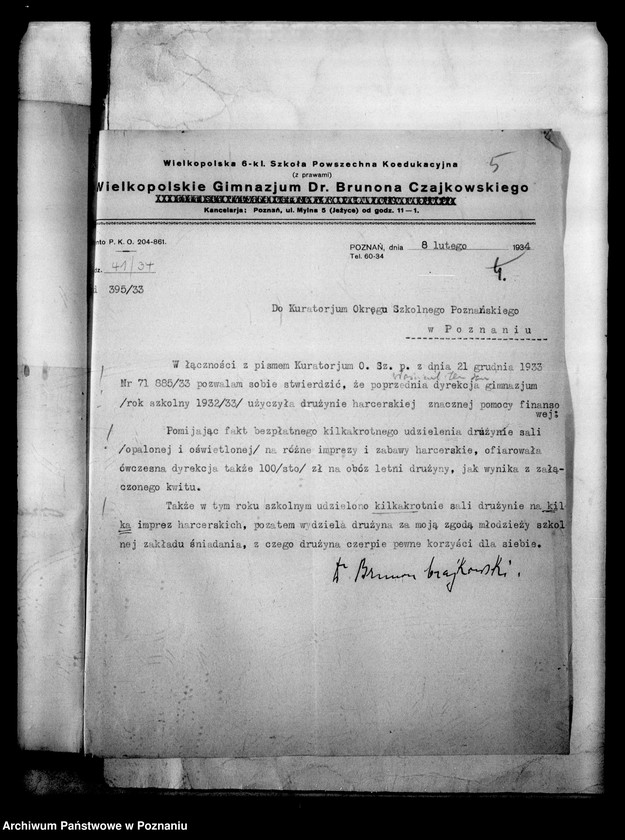 5
Wielkopolska 6-kl. Szkoła Powszechna Koedukacyjna
(z prawami)
Wielkopolskie Gimnazjum Dr. Brunona Czajkowskiego
Kancelarja: Poznań, ul. Mylna 5 (Jeżyce) od godz. 11—1.
nto P. K. O. 204-861.
POZNAŃ, dnia 8 lutego 1934
Tel. 60-34
dz. 41/34
4.
i 395/33
Do Kuratorjum Okręgu Szkolnego Poznańskiego
w Poznaniu
W łączności z pismem Kuratorjum O. Sz. p. z dnia 21 grudnia 1933
Nr 71 885/33 pozwalam sobie stwierdzić, że poprzednia dyrekcja gimnazjum
/rok szkolny 1932/33/ użyczyła drużynie harcerskiej znacznej pomocy finanso
wej:
Pomijając fakt bezpłatnego kilkakrotnego udzielenia drużynie sali
/opalonej i oświetlonej/ na różne imprezy i zabawy harcerskie, ofiarowała
ówczesna dyrekcja także 100/sto/ zł na obóz letni drużyny, jak wynika z załą-
czonego kwitu.
Także w tym roku szkolnym udzielono kilkakrotnie sali drużynie na kil
ka imprez harcerskich, pozatem wydziela drużyna za moją zgodą młodzieży szkol
nej zakładu śniadania, z czego drużyna czerpie pewne korzyści dla siebie.
Dr Brunon Czajkowski.
Archiwum Państwowe w Poznaniu